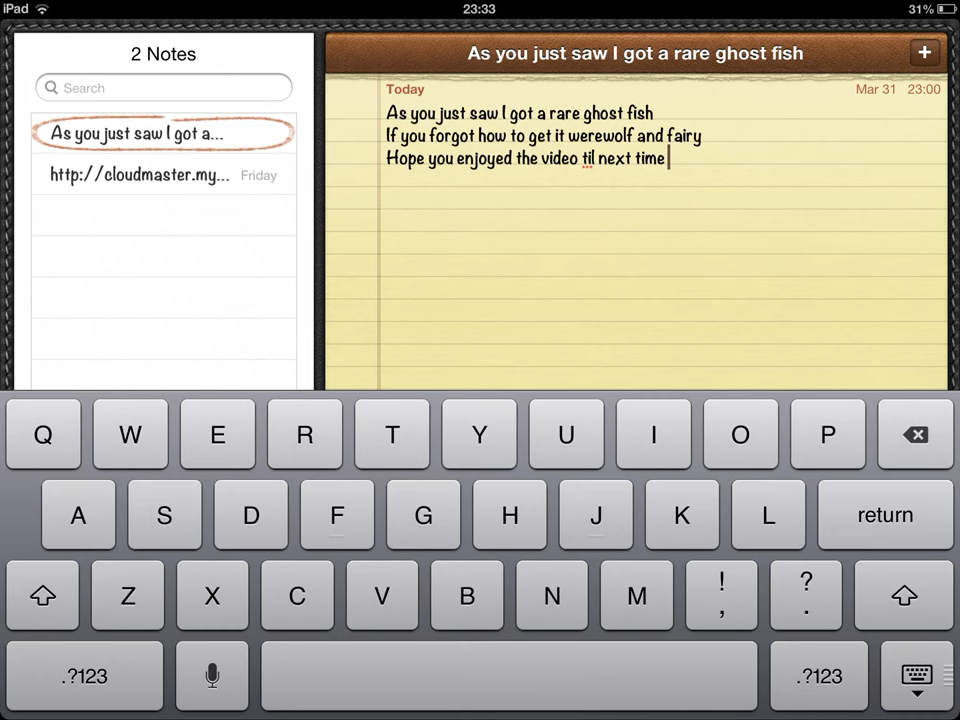 iPad 23:33 31%
2 Notes
Search
As you just saw I got a...
http://cloudmaster.my... Friday
As you just saw I got a rare ghost fish +
Today Mar 31 23:00
As you just saw I got a rare ghost fish
If you forgot how to get it werewolf and fairy
Hope you enjoyed the video til next time
Q W E R T Y U I O P
A S D F G H J K L return
Z X C V B N M ! , ? .
.?123 .?123